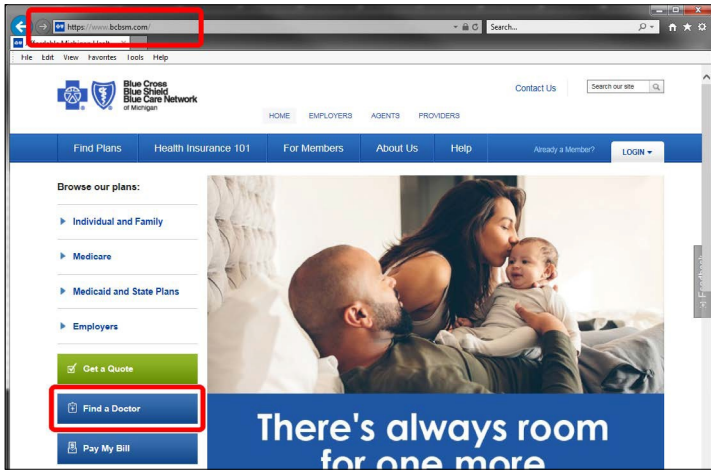 https://www.bcbsm.com/
Search...
Affordable Michigan Healt...
File Edit View Favorites Tools Help
Blue Cross
Blue Shield
Blue Care Network
of Michigan
Contact Us
Search our site
HOME EMPLOYERS AGENTS PROVIDERS
Find Plans Health Insurance 101 For Members About Us Help Already a Member? LOGIN
Browse our plans:
Individual and Family
Medicare
Medicaid and State Plans
Employers
Get a Quote
Find a Doctor
Pay My Bill
Feedback
There's always room
for one more